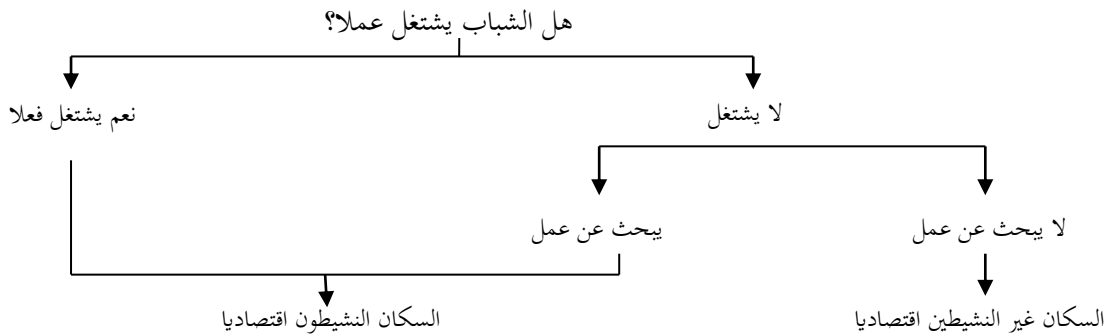 هل الشباب يشتغل عملا؟
لا يشتغل
نعم يشتغل فعلا
لا يبحث عن عمل
يبحث عن عمل
السكان غير النشيطين اقتصاديا
السكان النشيطون اقتصاديا